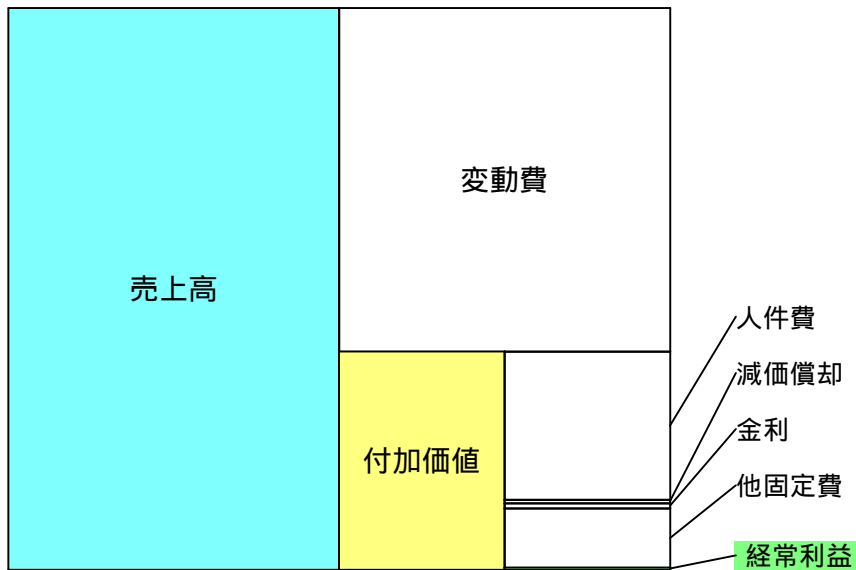 売上高
変動費
付加価値
人件費
減価償却
金利
他固定費
経常利益